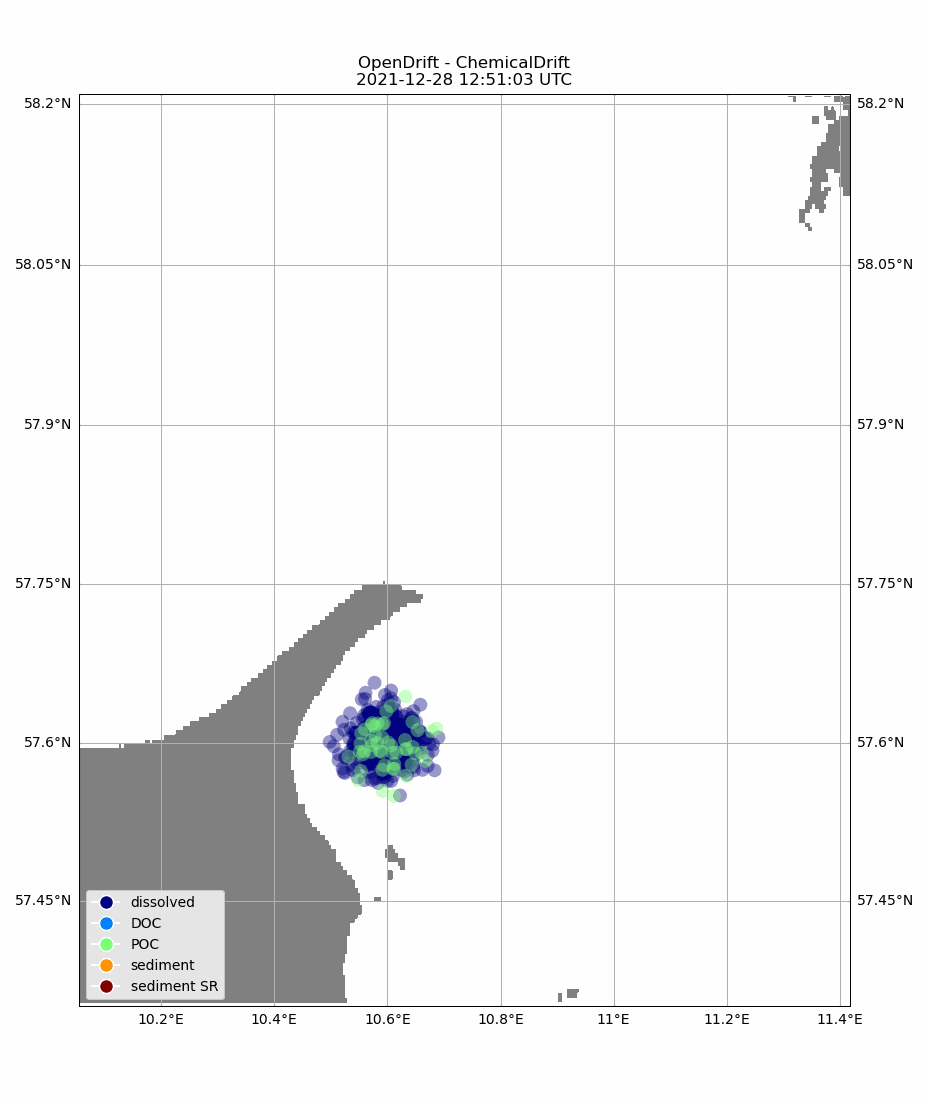 OpenDrift - ChemicalDrift
2021-12-28 12:51:03 UTC
58.2°N 58.2°N
58.05°N 58.05°N
57.9°N 57.9°N
57.75°N 57.75°N
57.6°N 57.6°N
57.45°N 57.45°N
dissolved
DOC
POC
sediment
sediment SR
10.2°E 10.4°E 10.6°E 10.8°E 11°E 11.2°E 11.4°E